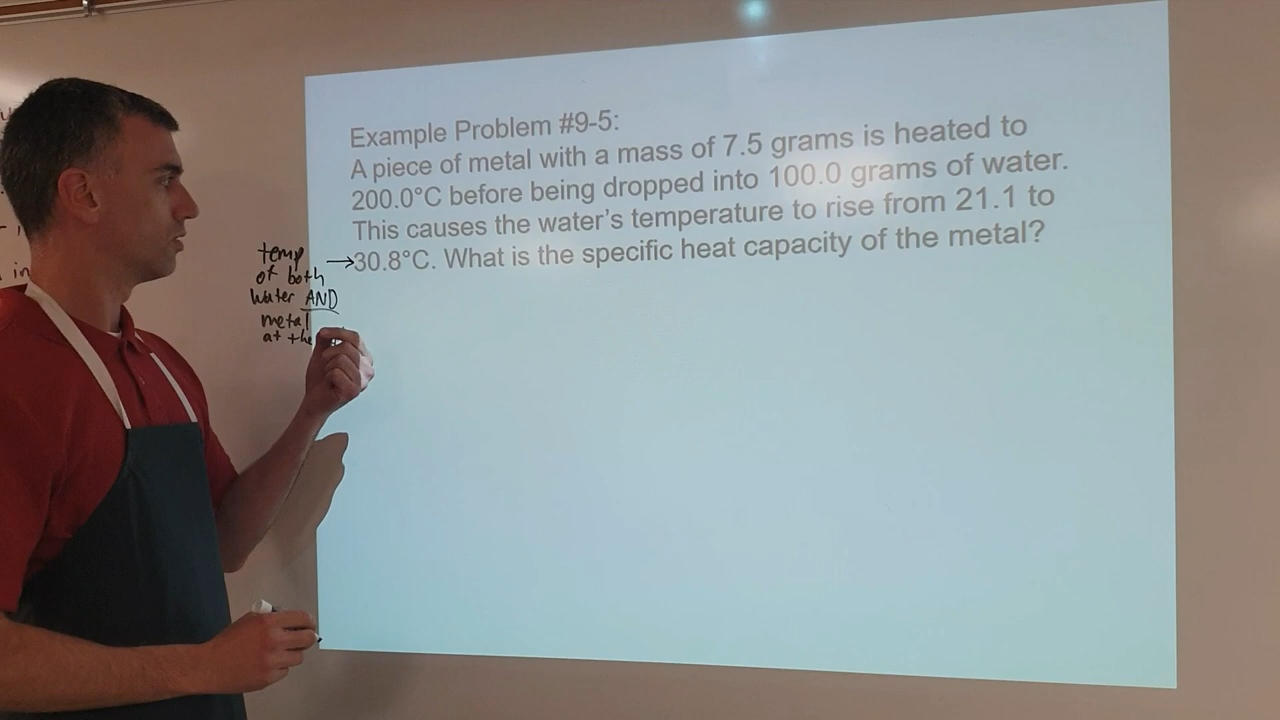 Example Problem #9-5:
A piece of metal with a mass of 7.5 grams is heated to
200.0°C before being dropped into 100.0 grams of water.
This causes the water's temperature to rise from 21.1 to
30.8°C. What is the specific heat capacity of the metal?
temp →
of both
water AND
metal
at the